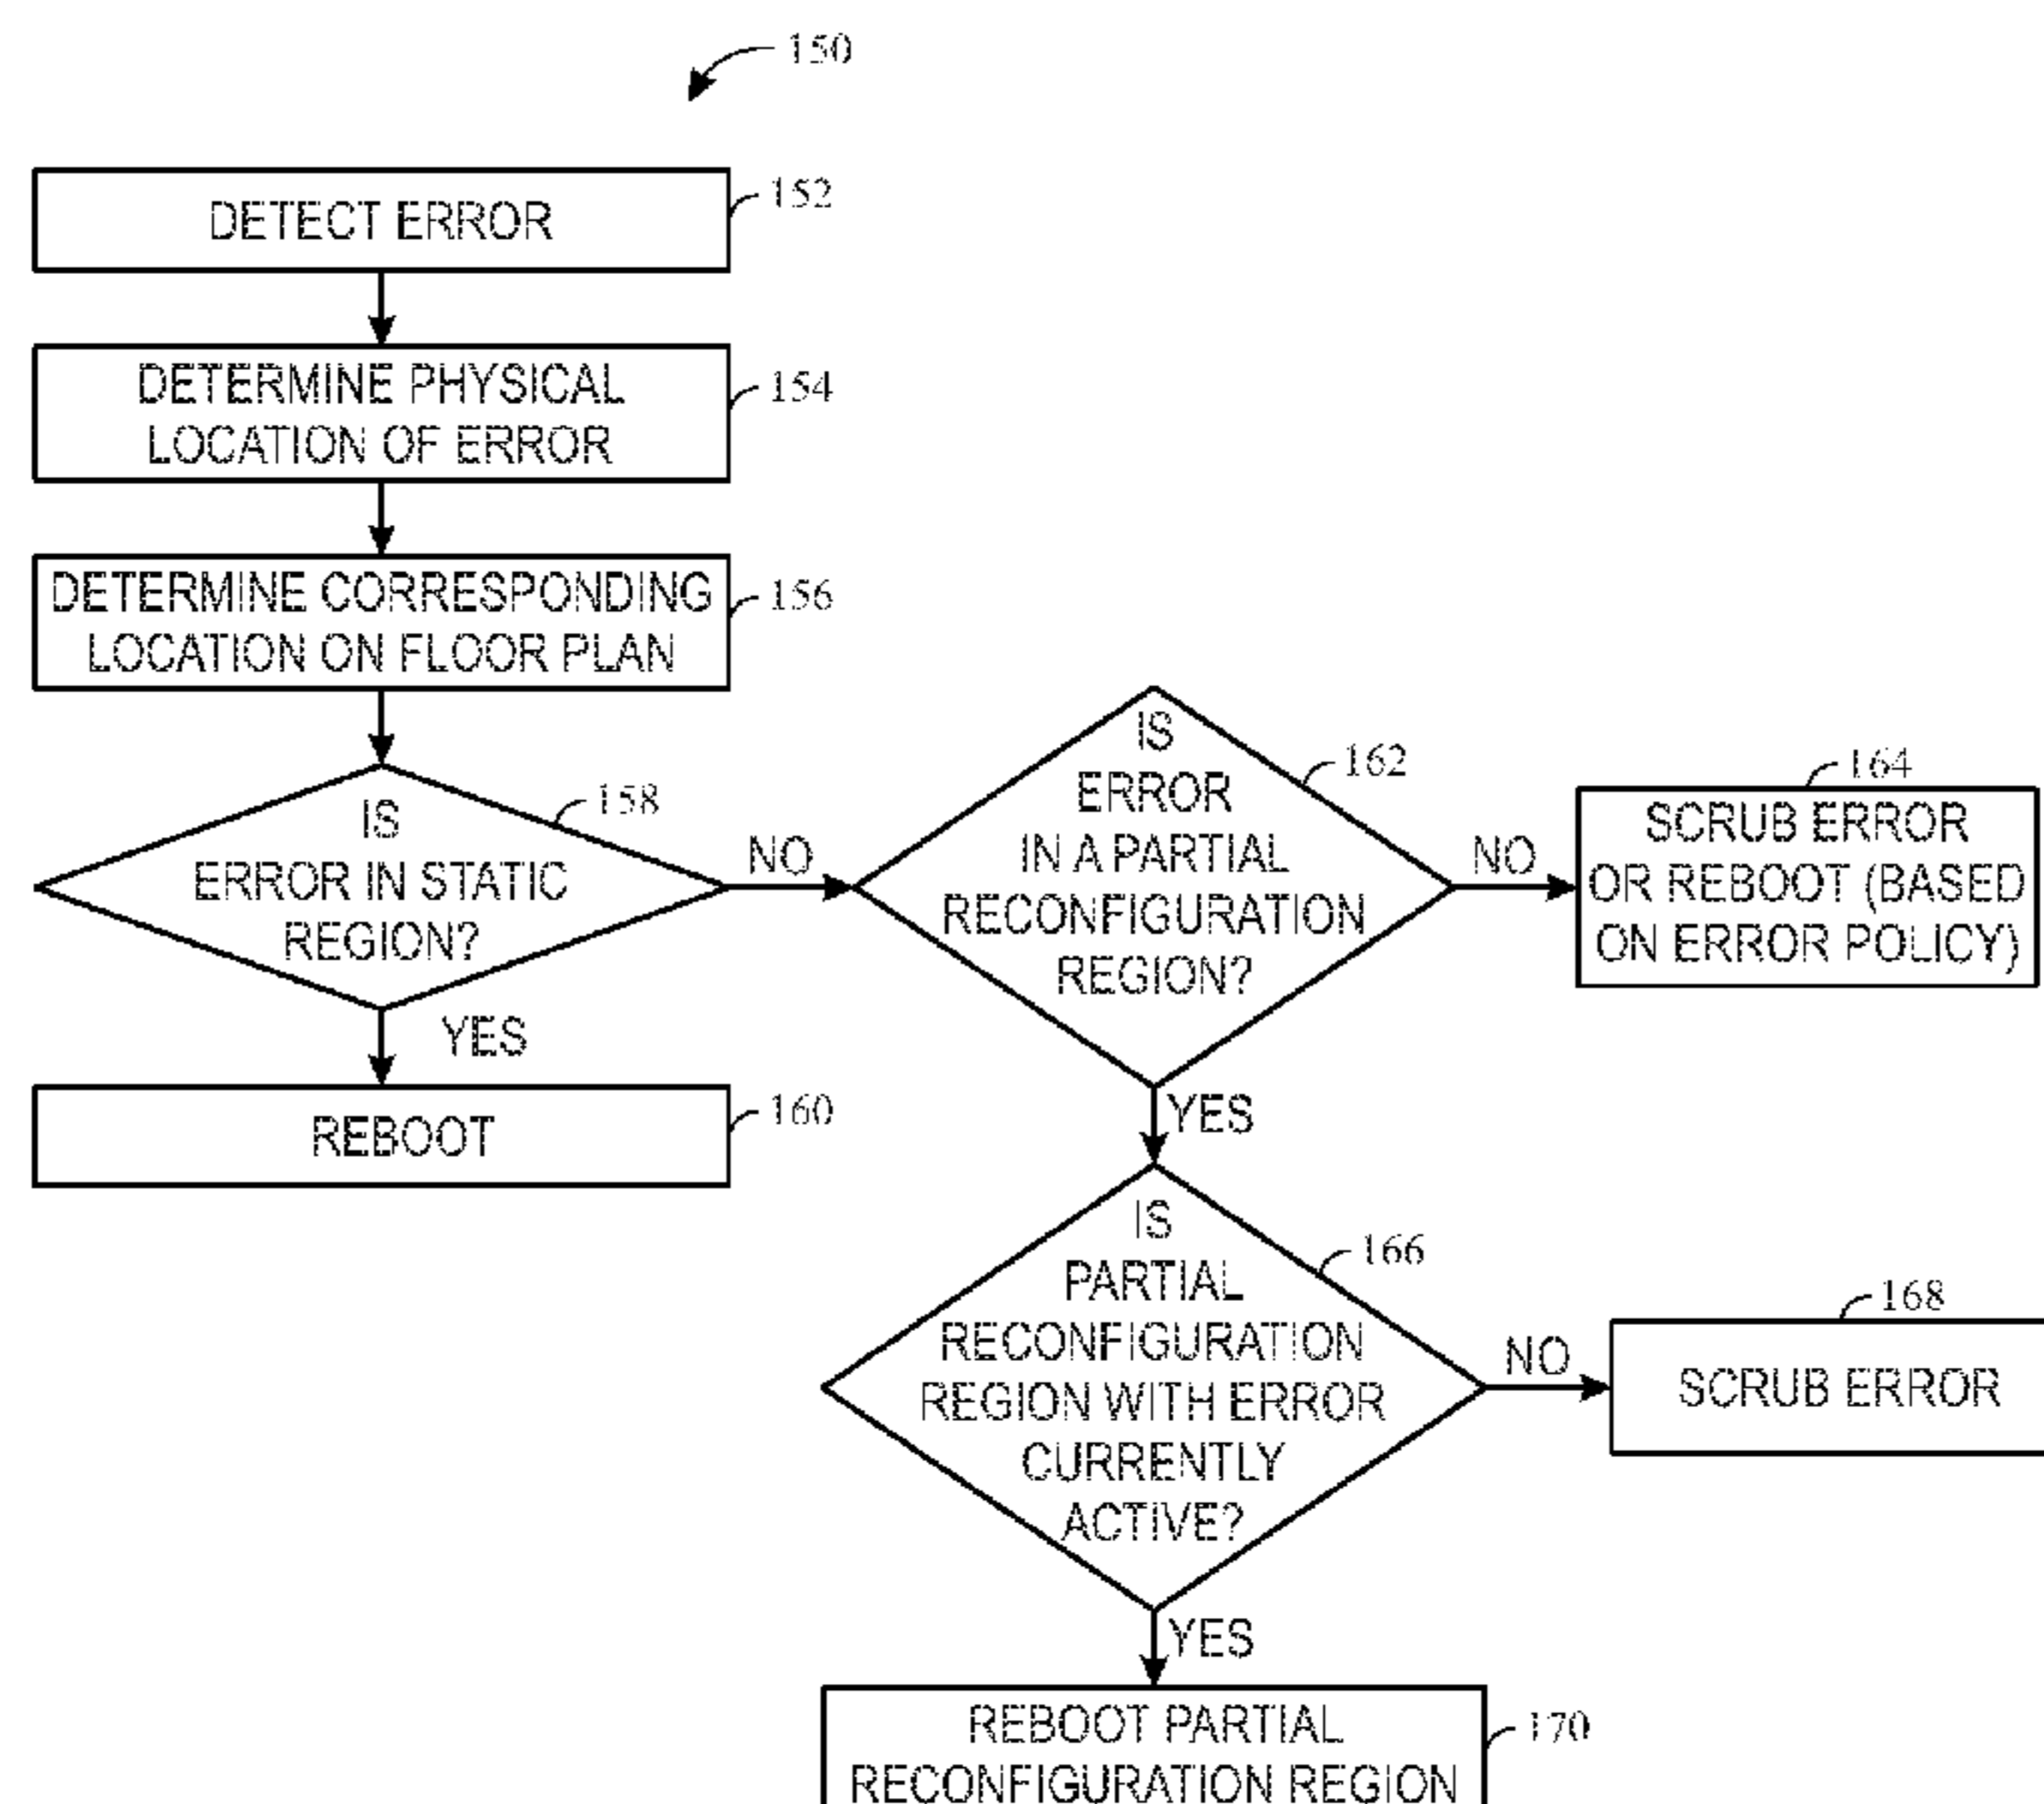 150
DETECT ERROR
152
DETERMINE PHYSICAL
LOCATION OF ERROR
154
DETERMINE CORRESPONDING
LOCATION ON FLOOR PLAN
156
IS
ERROR IN STATIC
REGION?
158
NO
YES
REBOOT
160
IS
ERROR
IN A PARTIAL
RECONFIGURATION
REGION?
162
NO
164
SCRUB ERROR
OR REBOOT (BASED
ON ERROR POLICY)
YES
IS
PARTIAL
RECONFIGURATION
REGION WITH ERROR
CURRENTLY
ACTIVE?
166
NO
168
SCRUB ERROR
YES
REBOOT PARTIAL
RECONFIGURATION REGION
170